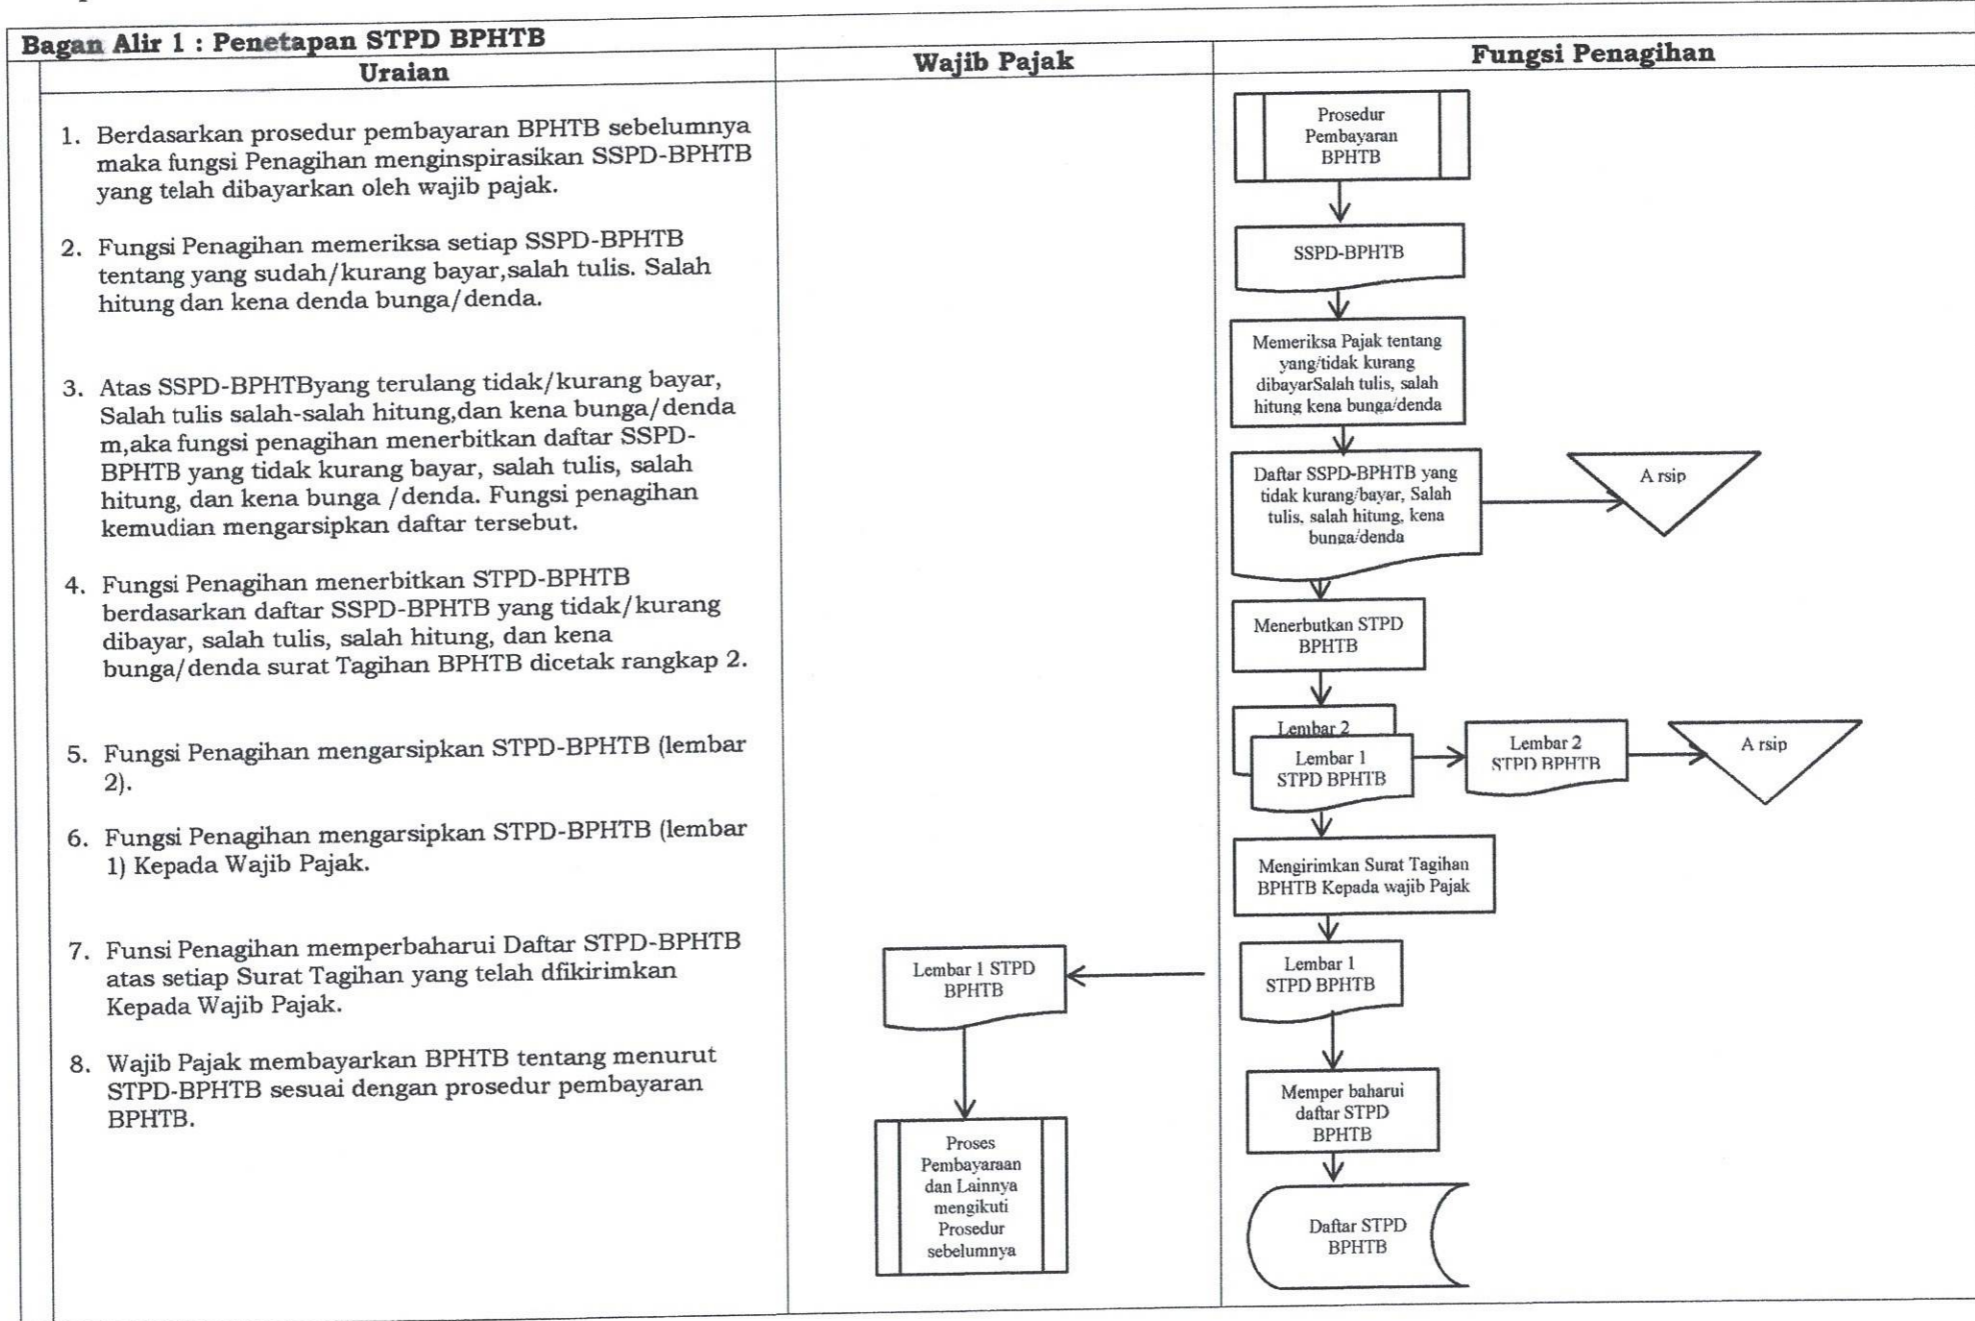 Bagan Alir 1 : Penetapan STPD BPHTB
Uraian
Wajib Pajak
Fungsi Penagihan
1. Berdasarkan prosedur pembayaran BPHTB sebelumnya
maka fungsi Penagihan menginspirasikan SSPD-BPHTB
yang telah dibayarkan oleh wajib pajak.
2. Fungsi Penagihan memeriksa setiap SSPD-BPHTB
tentang yang sudah/kurang bayar,salah tulis. Salah
hitung dan kena denda bunga/denda.
3. Atas SSPD-BPHTByang terulang tidak/kurang bayar,
Salah tulis salah-salah hitung,dan kena bunga/denda
m,aka fungsi penagihan menerbitkan daftar SSPD-
BPHTB yang tidak kurang bayar, salah tulis, salah
hitung, dan kena bunga /denda. Fungsi penagihan
kemudian mengarsipkan daftar tersebut.
4. Fungsi Penagihan menerbitkan STPD-BPHTB
berdasarkan daftar SSPD-BPHTB yang tidak/kurang
dibayar, salah tulis, salah hitung, dan kena
bunga/denda surat Tagihan BPHTB dicetak rangkap 2.
5. Fungsi Penagihan mengarsipkan STPD-BPHTB (lembar
2).
6. Fungsi Penagihan mengarsipkan STPD-BPHTB (lembar
1) Kepada Wajib Pajak.
7. Funsi Penagihan memperbaharui Daftar STPD-BPHTB
atas setiap Surat Tagihan yang telah dfikirimkan
Kepada Wajib Pajak.
8. Wajib Pajak membayarkan BPHTB tentang menurut
STPD-BPHTB sesuai dengan prosedur pembayaran
BPHTB.
Lembar 1 STPD
BPHTB
Proses
Pembayaraan
dan Lainnya
mengikuti
Prosedur
sebelumnya
Prosedur
Pembayaran
BPHTB
SSPD-BPHTB
Memeriksa Pajak tentang
yang/tidak kurang
dibayarSalah tulis, salah
hitung kena bunga/denda
Daftar SSPD-BPHTB yang
tidak kurang/bayar, Salah
tulis, salah hitung, kena
bunga/denda
A rsip
Menerbutkan STPD
BPHTB
Lembar 2
Lembar 1
STPD BPHTB
Lembar 2
STPD BPHTB
A rsip
Mengirimkan Surat Tagihan
BPHTB Kepada wajib Pajak
Lembar 1
STPD BPHTB
Memper baharui
daftar STPD
BPHTB
Daftar STPD
BPHTB